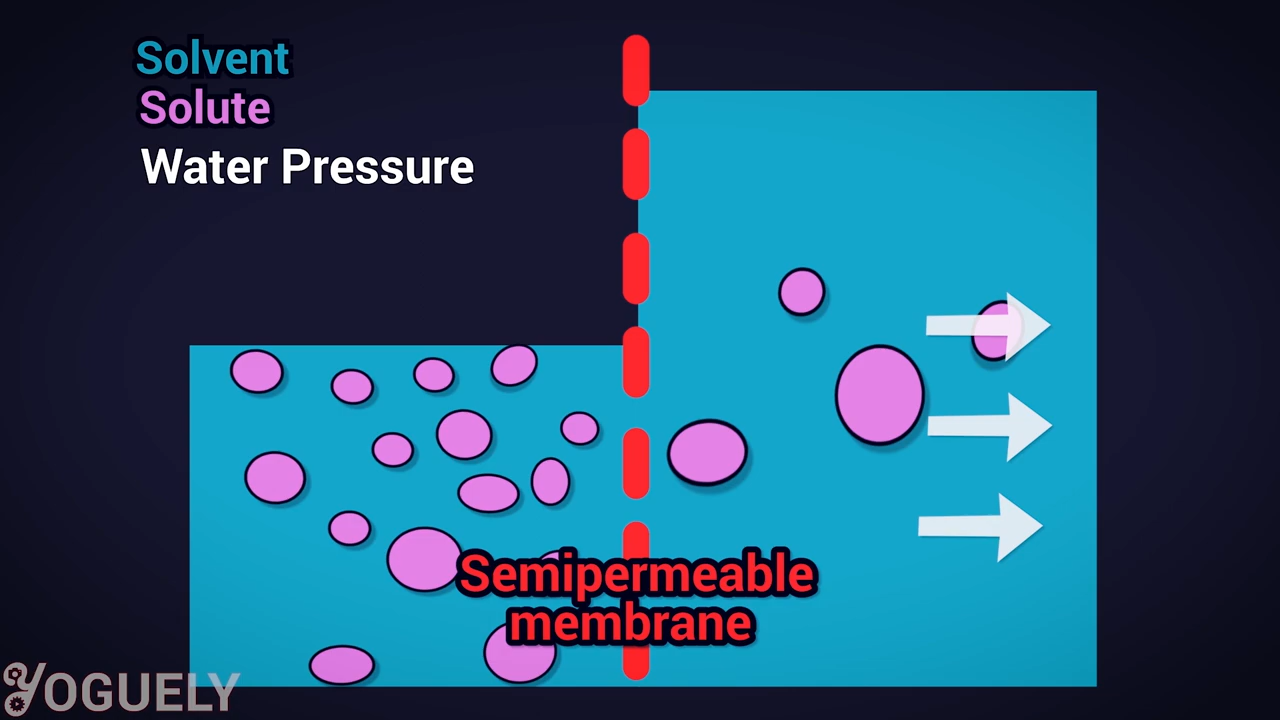 Solvent
Solute
Water Pressure
Semipermeable
membrane
YOGUELY